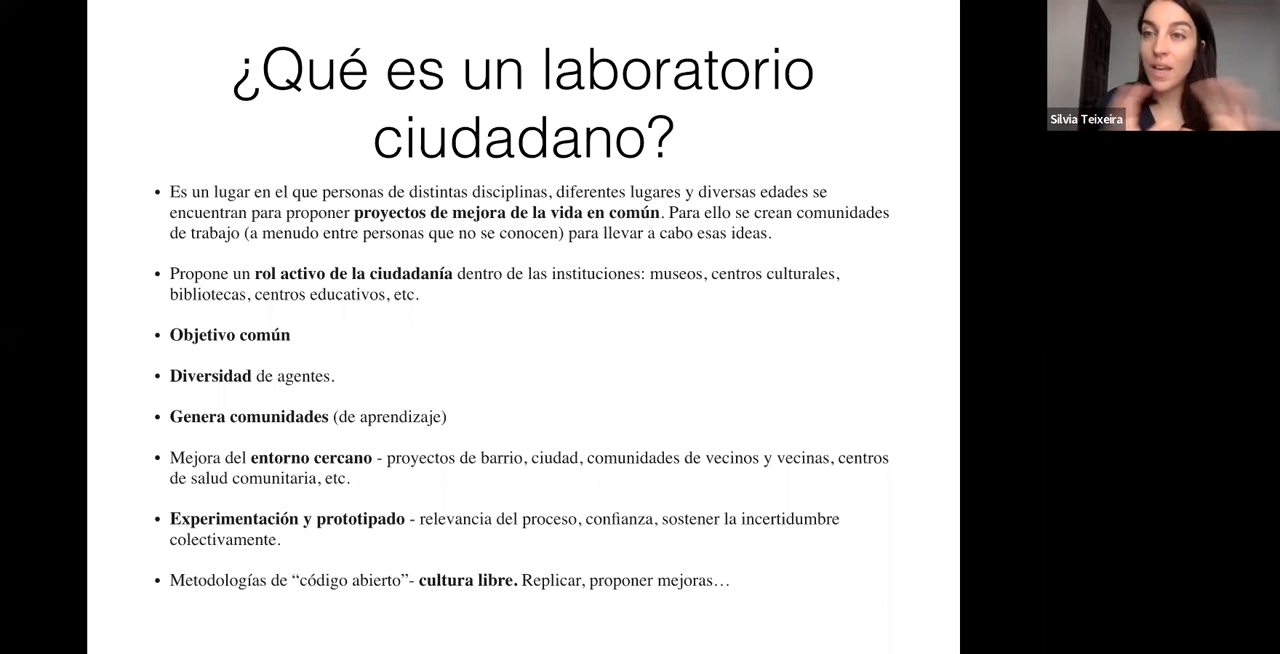 ¿Qué es un laboratorio
ciudadano?
• Es un lugar en el que personas de distintas disciplinas, diferentes lugares y diversas edades se
encuentran para proponer proyectos de mejora de la vida en común. Para ello se crean comunidades
de trabajo (a menudo entre personas que no se conocen) para llevar a cabo esas ideas.
• Propone un rol activo de la ciudadanía dentro de las instituciones: museos, centros culturales,
bibliotecas, centros educativos, etc.
• Objetivo común
• Diversidad de agentes.
• Genera comunidades (de aprendizaje)
• Mejora del entorno cercano - proyectos de barrio, ciudad, comunidades de vecinos y vecinas, centros
de salud comunitaria, etc.
• Experimentación y prototipado - relevancia del proceso, confianza, sostener la incertidumbre
colectivamente.
• Metodologías de “código abierto”- cultura libre. Replicar, proponer mejoras…
Silvia Teixeira